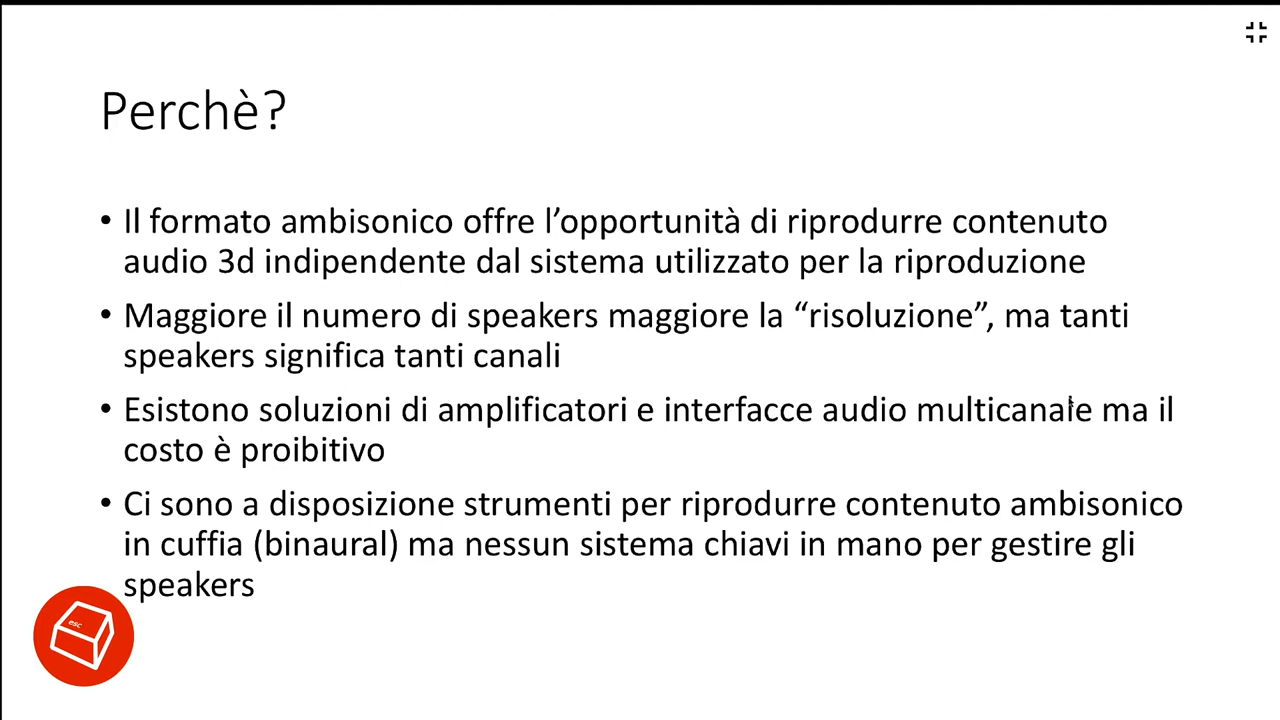 Perchè?
• Il formato ambisonico offre l’opportunità di riprodurre contenuto
audio 3d indipendente dal sistema utilizzato per la riproduzione
• Maggiore il numero di speakers maggiore la “risoluzione”, ma tanti
speakers significa tanti canali
• Esistono soluzioni di amplificatori e interfacce audio multicanale ma il
costo è proibitivo
• Ci sono a disposizione strumenti per riprodurre contenuto ambisonico
in cuffia (binaural) ma nessun sistema chiavi in mano per gestire gli
speakers
esc